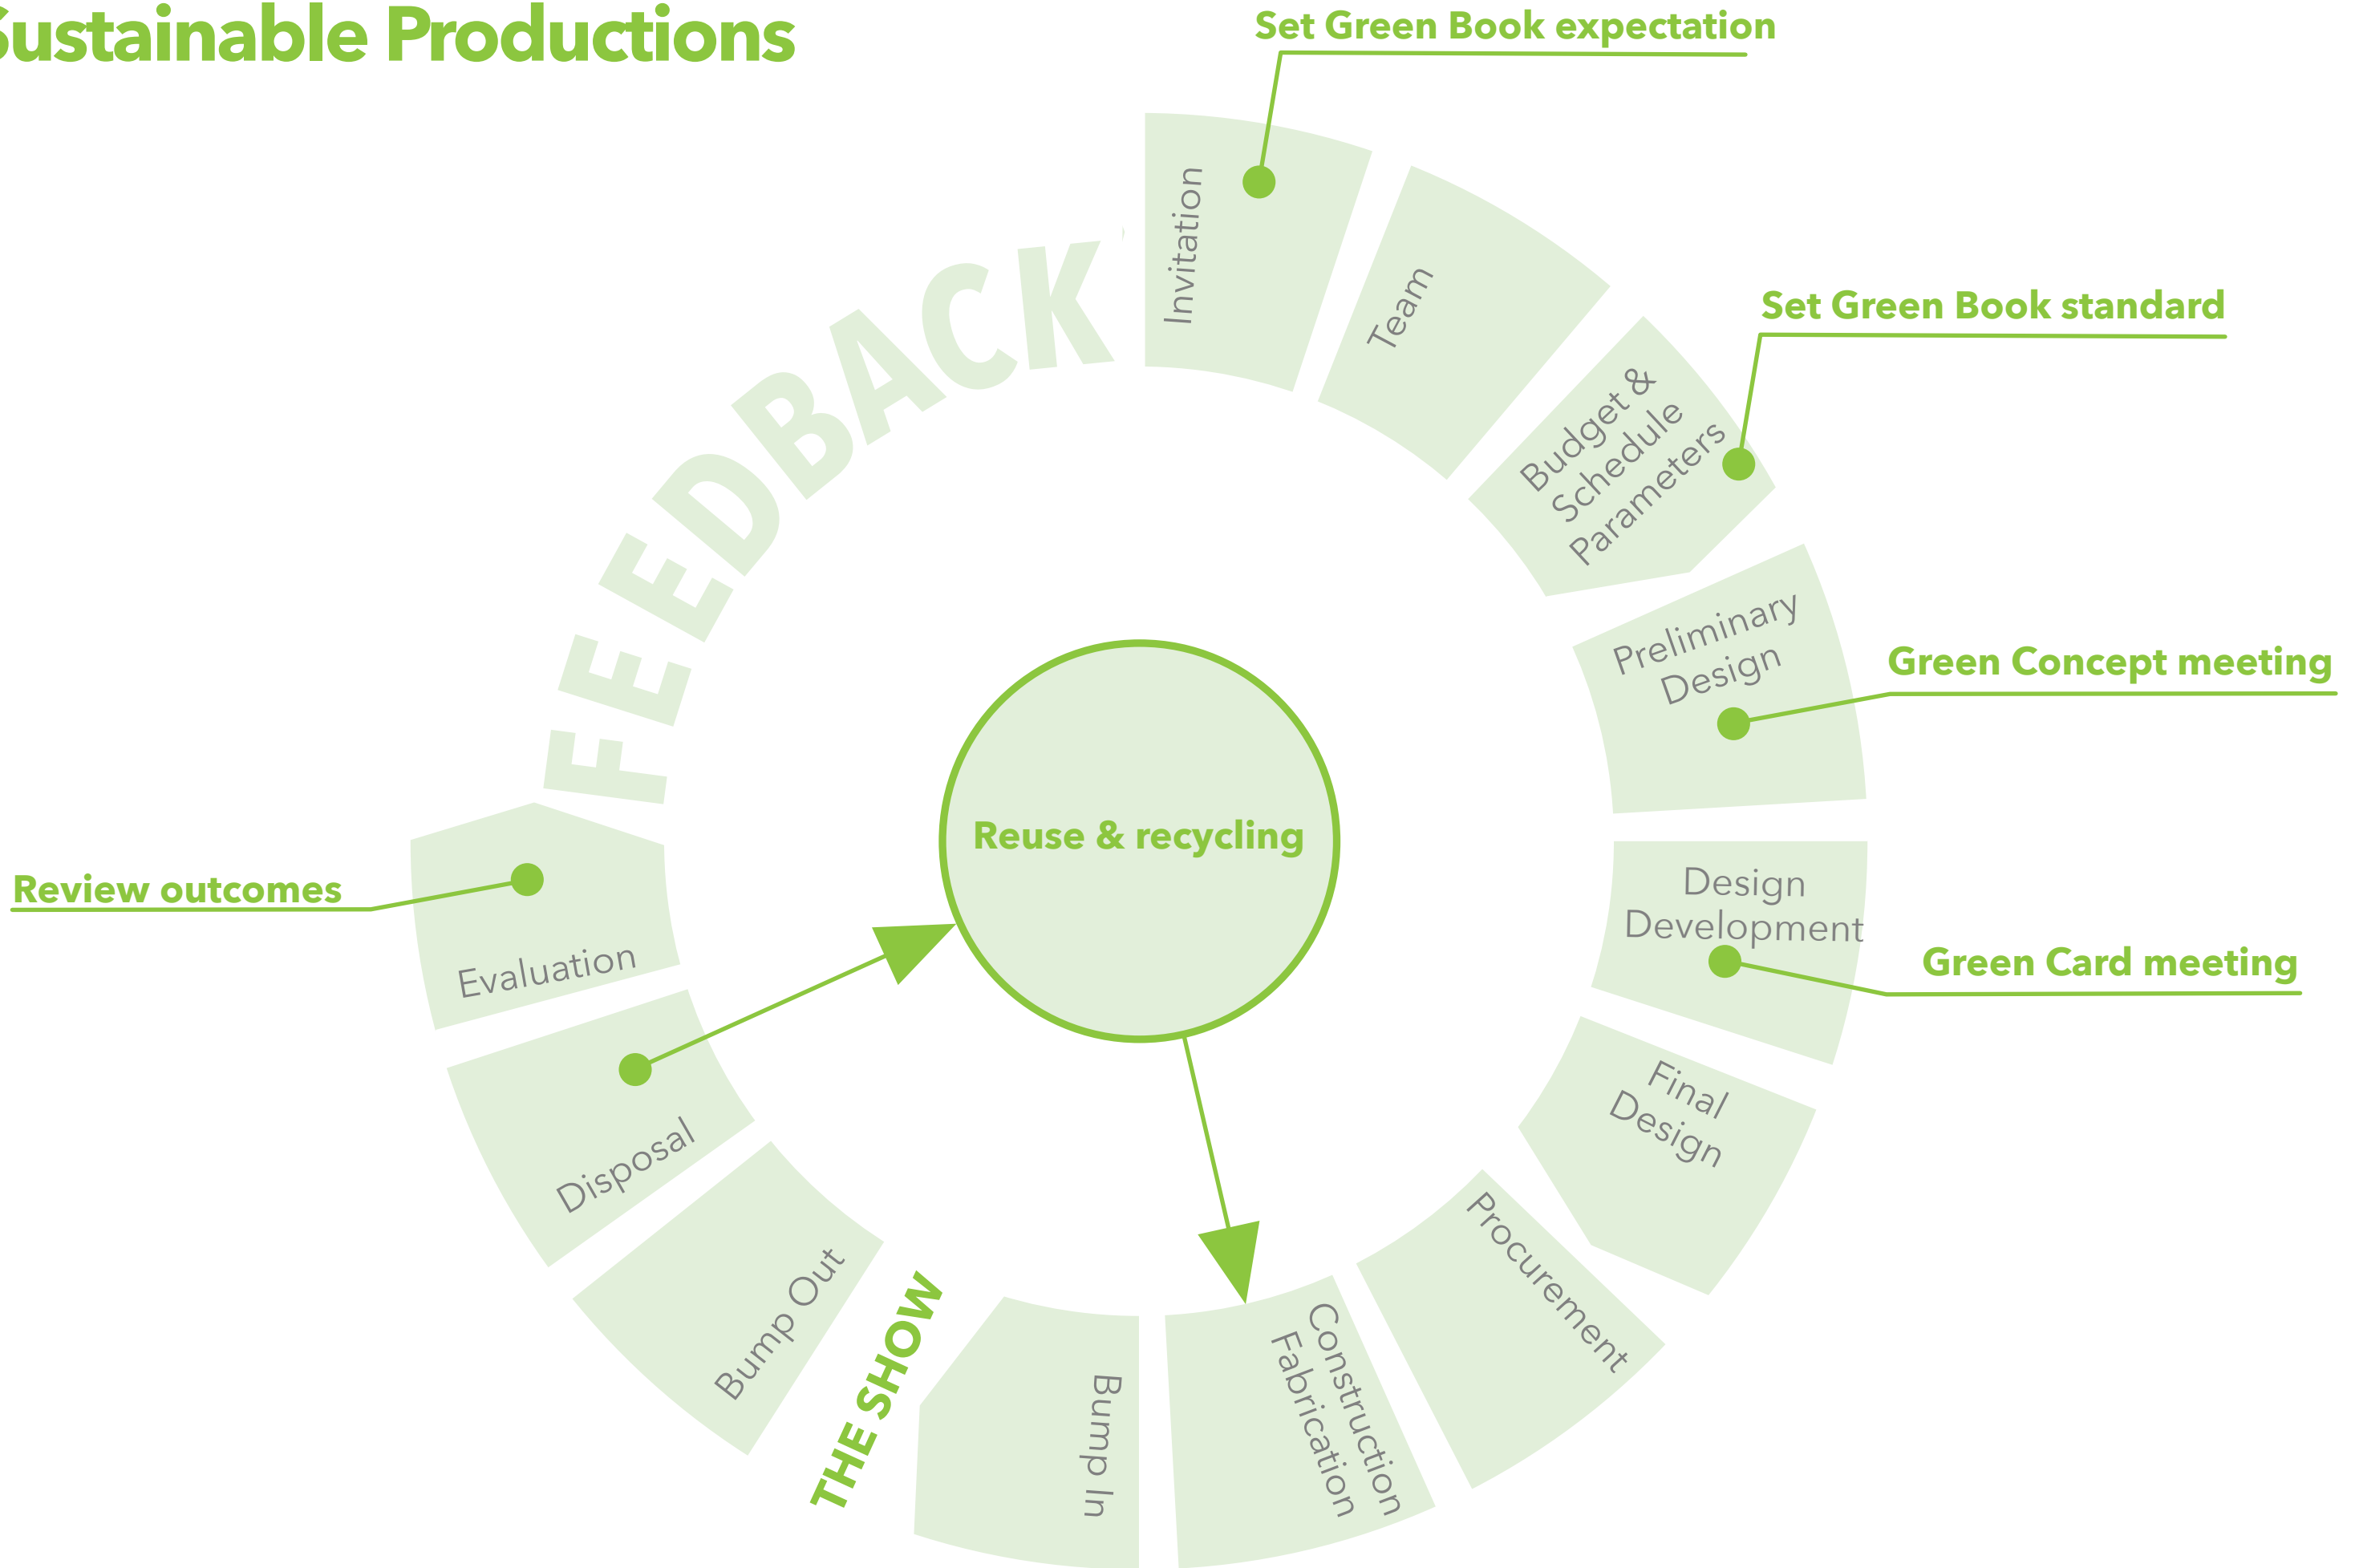 ustainable Productions
Set Green Book expectation
Invitation
Team
Set Green Book standard
Budget &
Schedule
Parameters
Preliminary
Design
Green Concept meeting
Design
Development
Green Card meeting
Final
Design
Procurement
Construction
Fabrication
Bump In
THE SHOW
Bump Out
Disposal
Evaluation
Review outcomes
FEEDBACK
Reuse & recycling